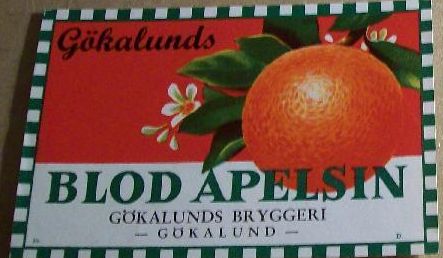 Gökalunds
BLOD APELSIN
GÖKALUNDS BRYGGERI
— GÖKALUND —